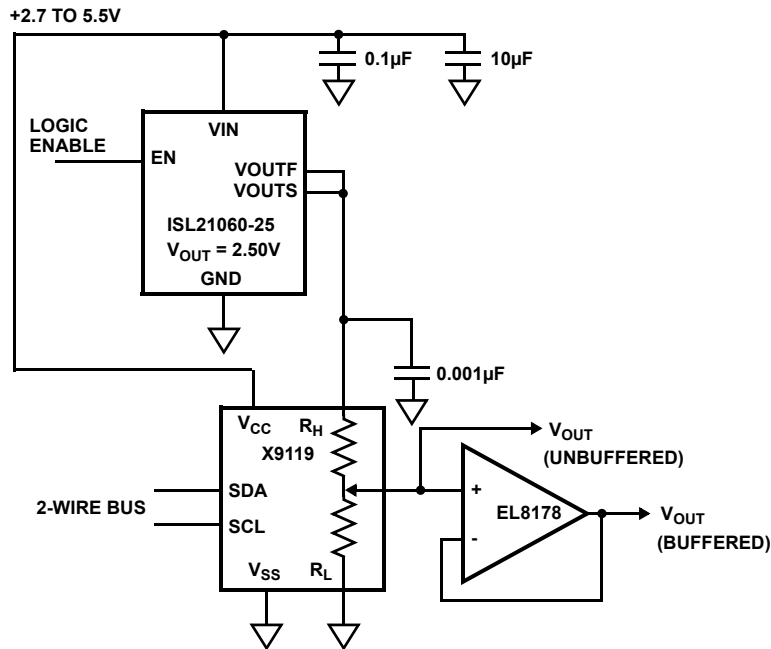 +2.7 TO 5.5V
0.1µF
10µF
LOGIC
ENABLE
VIN
EN
VOUTF
VOUTS
ISL21060-25
VOUT = 2.50V
GND
0.001µF
VCC
RH
X9119
2-WIRE BUS
SDA
SCL
VSS
RL
VOUT
(UNBUFFERED)
+
EL8178
-
VOUT
(BUFFERED)